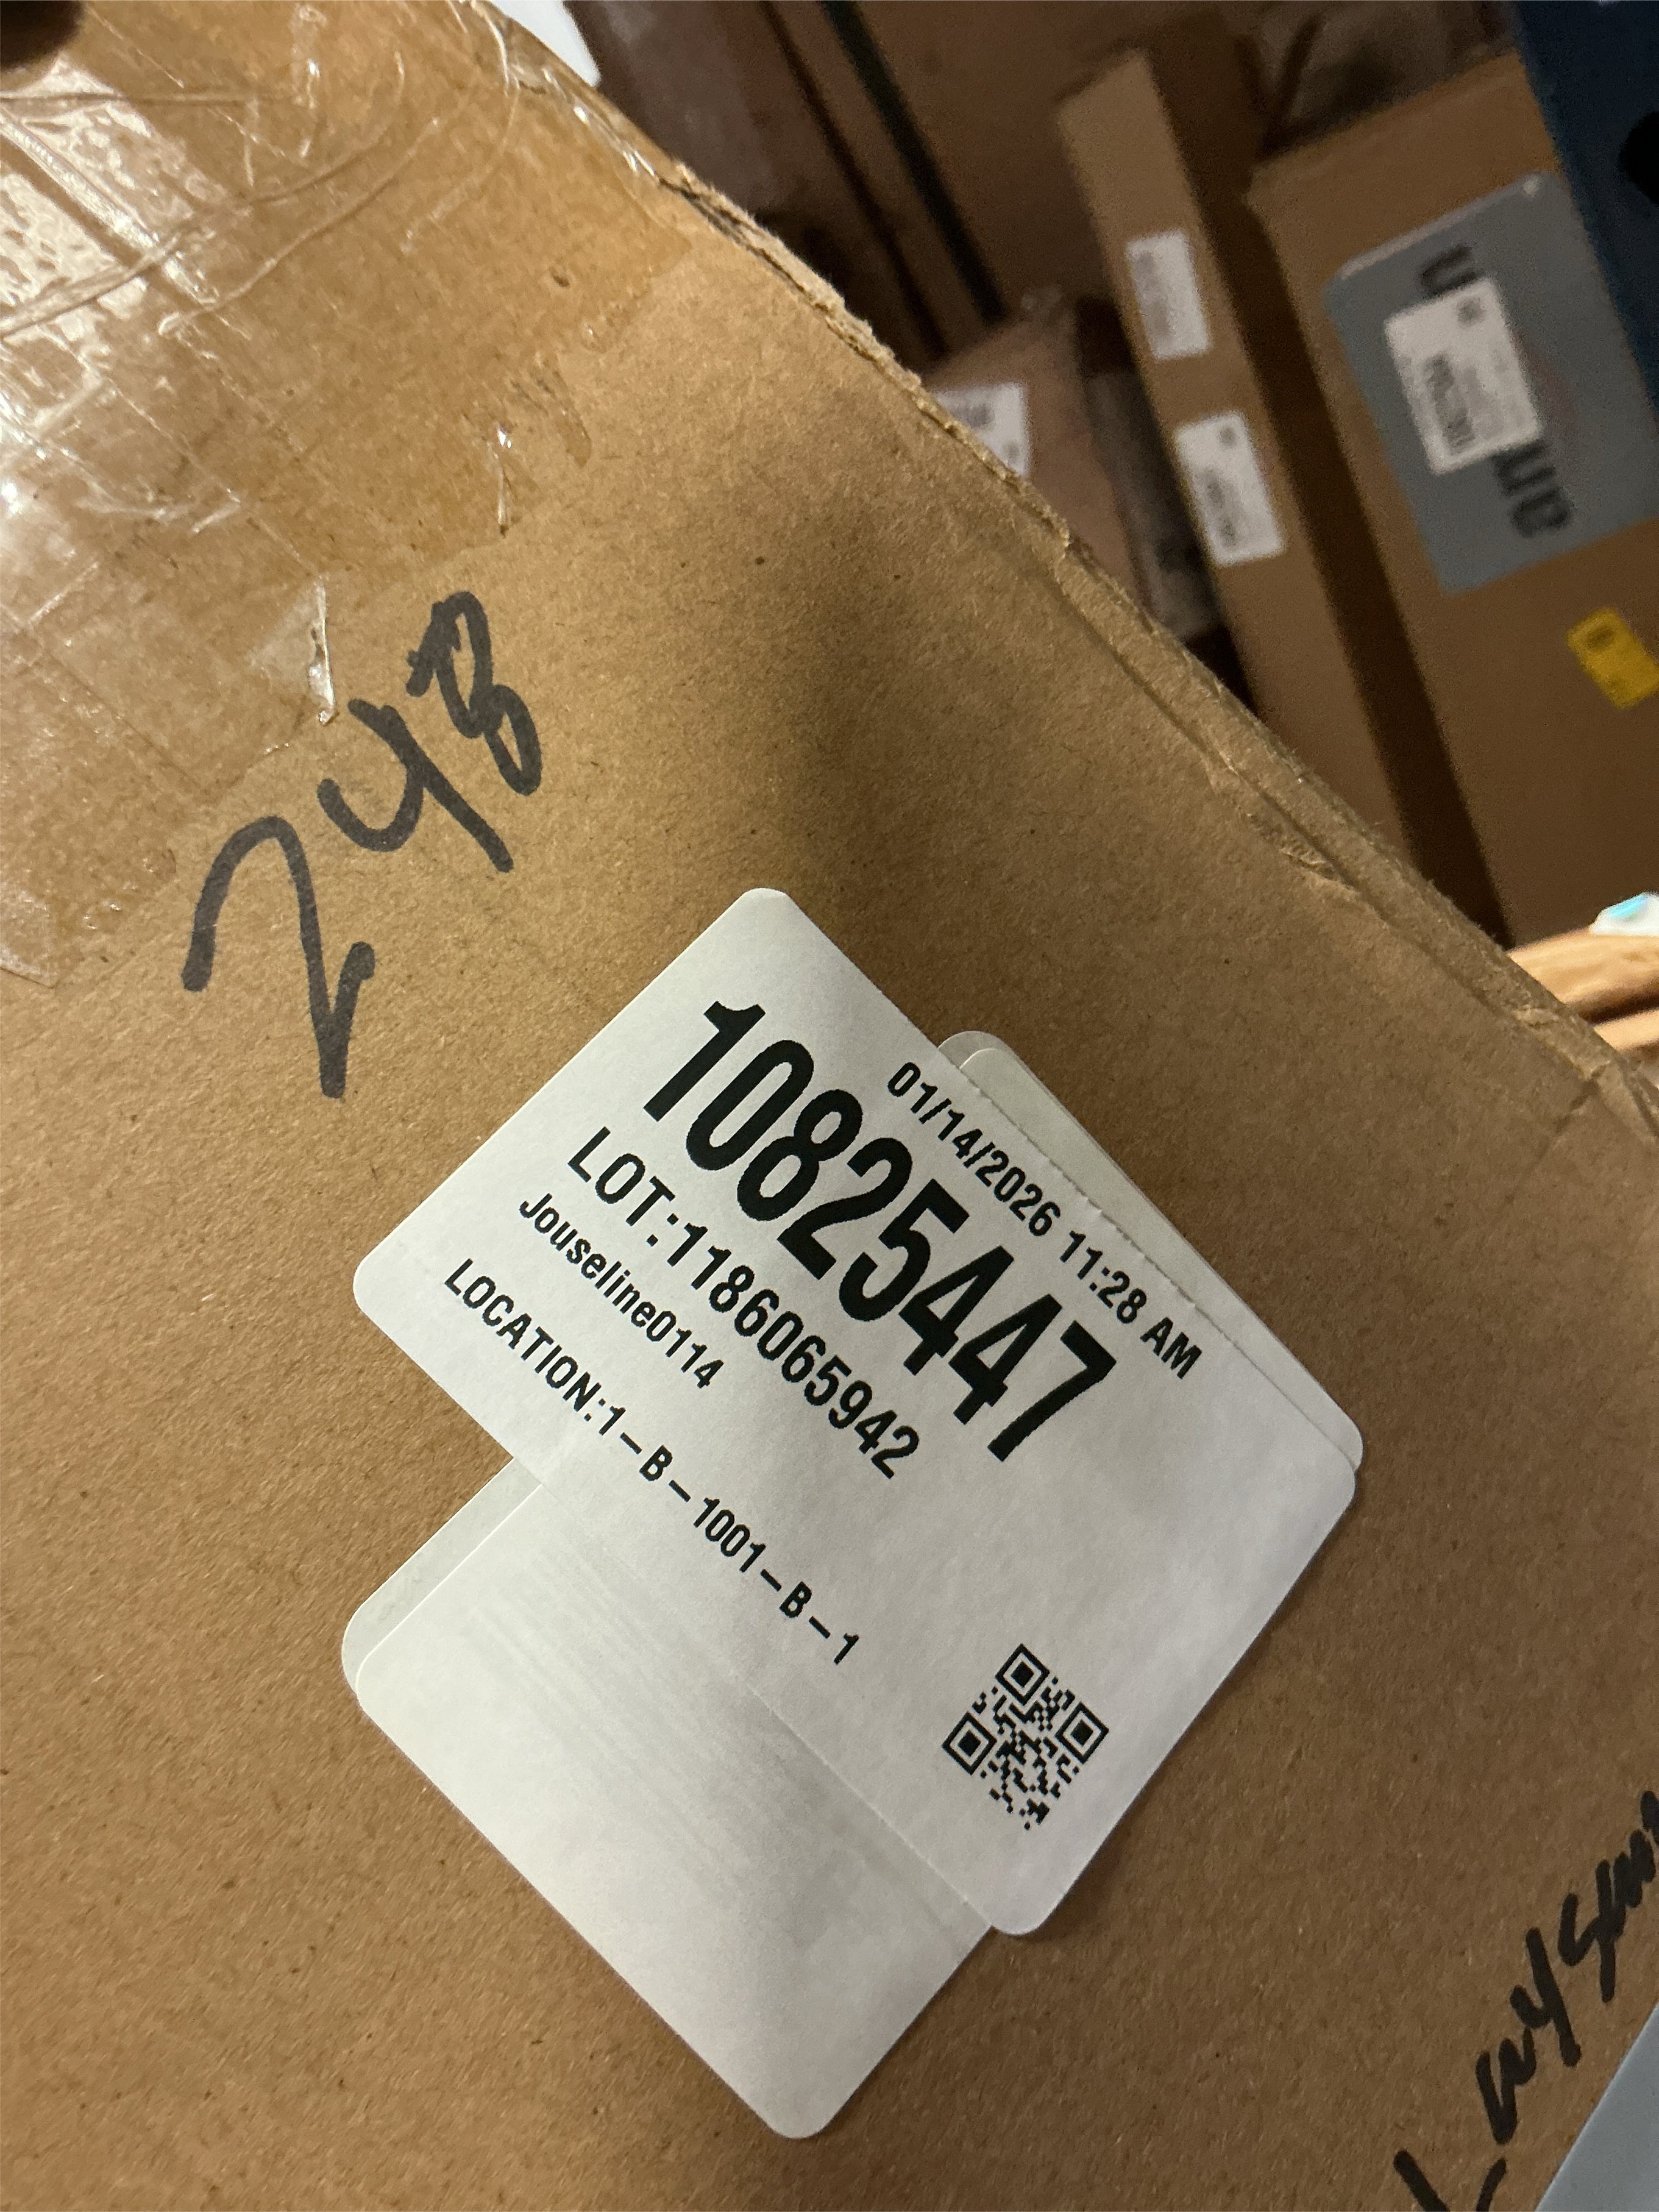 248
01/14/2026 11:28 AM
10825447
LOT:1186065942
Jouseline0114
LOCATION:1-B-1001-B-1